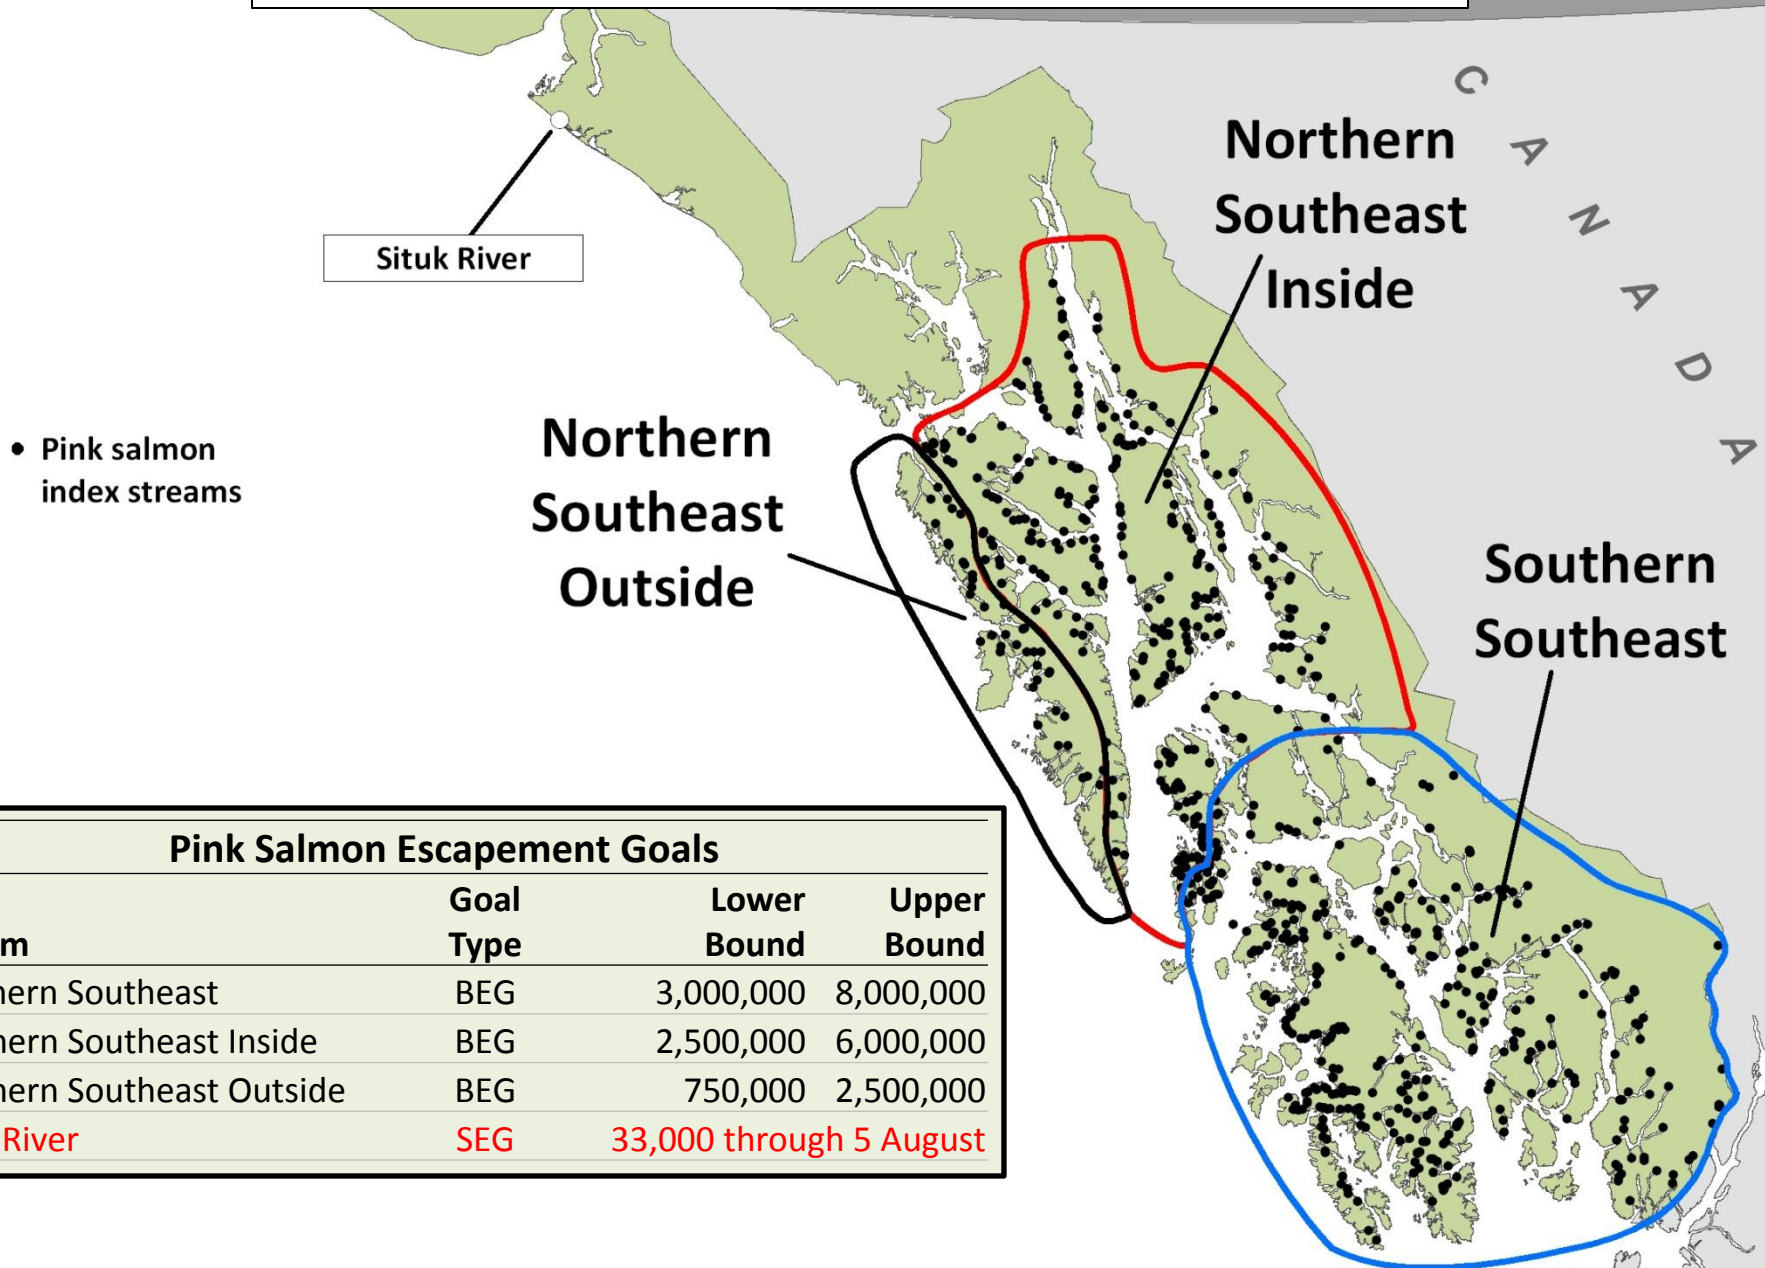 CANADA
Northern
Southeast
Inside
Situk River
Northern
Southeast
Outside
• Pink salmon
index streams
Southern
Southeast
Pink Salmon Escapement Goals
Goal Lower Upper
m Type Bound Bound
hern Southeast BEG 3,000,000 8,000,000
hern Southeast Inside BEG 2,500,000 6,000,000
hern Southeast Outside BEG 750,000 2,500,000
River SEG 33,000 through 5 August